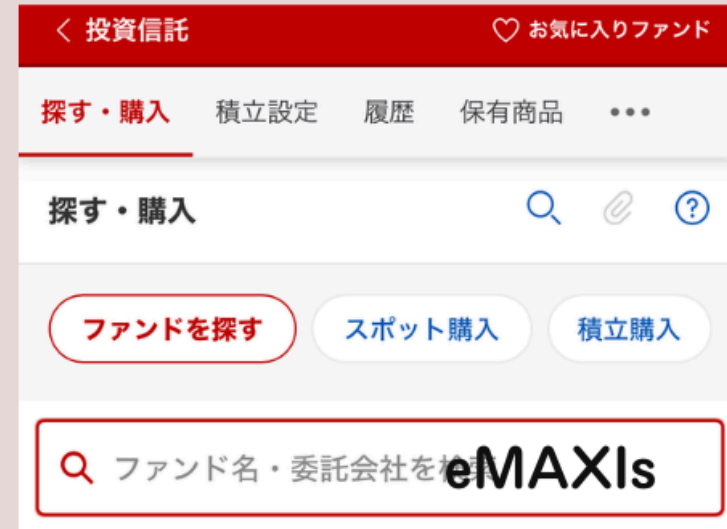 投資信託
お気に入りファンド
探す・購入 積立設定 履歴 保有商品 •••
探す・購入
ファンドを探す スポット購入 積立購入
ファンド名・委託会社を検索 eMAXIs